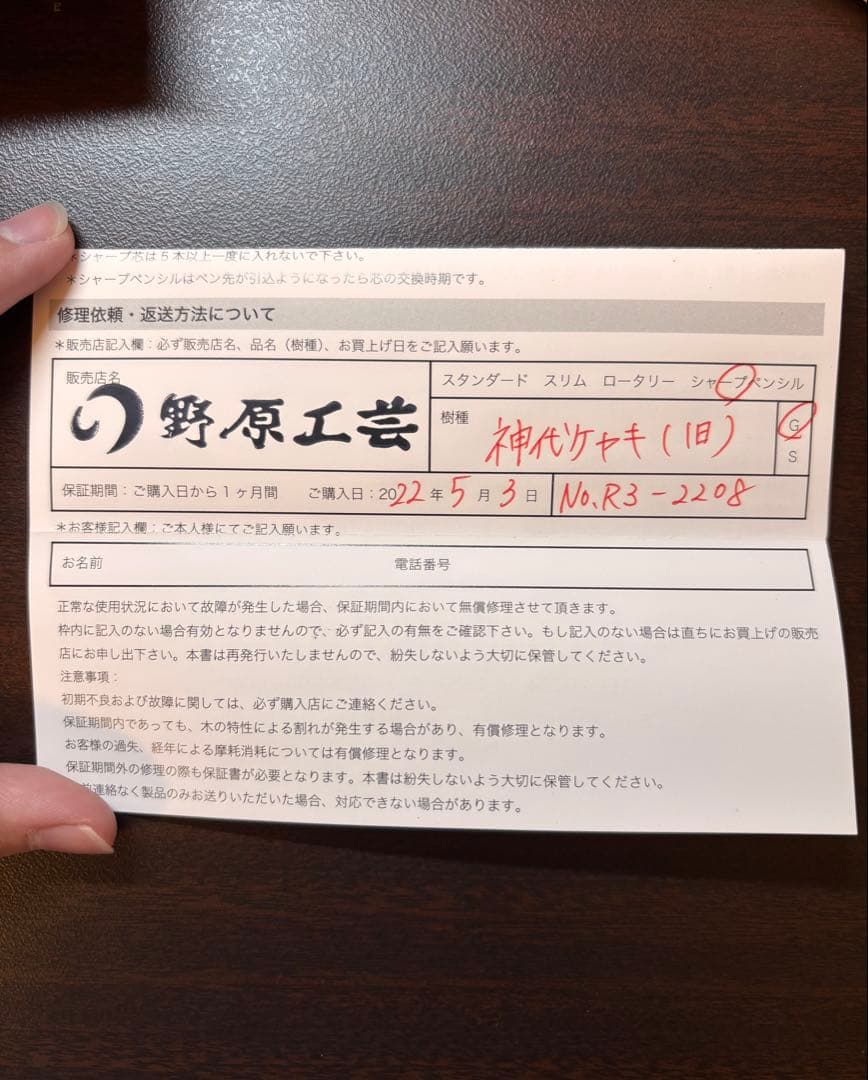 ＊シャープ芯は５本以上一度に入れないで下さい。
＊シャープペンシルはペン先が引込ようになったら芯の交換時期です。
修理依頼・返送方法について
＊販売店記入欄：必ず販売店名、品名（樹種）、お買上げ日をご記入願います。
販売店名
野原工芸
スタンダード スリム ロータリー シャープペンシル
樹種 神代ケヤキ（旧）
G
S
保証期間：ご購入日から１ヶ月間 ご購入日：2022年5月3日 No.R3-2208
＊お客様記入欄：ご本人様にてご記入願います。
お名前 電話番号
正常な使用状況において故障が発生した場合、保証期間内において無償修理させて頂きます。
枠内に記入のない場合有効となりませんので、必ず記入の有無をご確認下さい。もし記入のない場合は直ちにお買上げの販売
店にお申し出下さい。本書は再発行いたしませんので、紛失しないよう大切に保管してください。
注意事項：
初期不良および故障に関しては、必ず購入店にご連絡ください。
保証期間内であっても、木の特性による割れが発生する場合があり、有償修理となります。
お客様の過失、経年による摩耗消耗については有償修理となります。
保証期間外の修理の際も保証書が必要となります。本書は紛失しないよう大切に保管してください。
連絡なく製品のみお送りいただいた場合、対応できない場合があります。